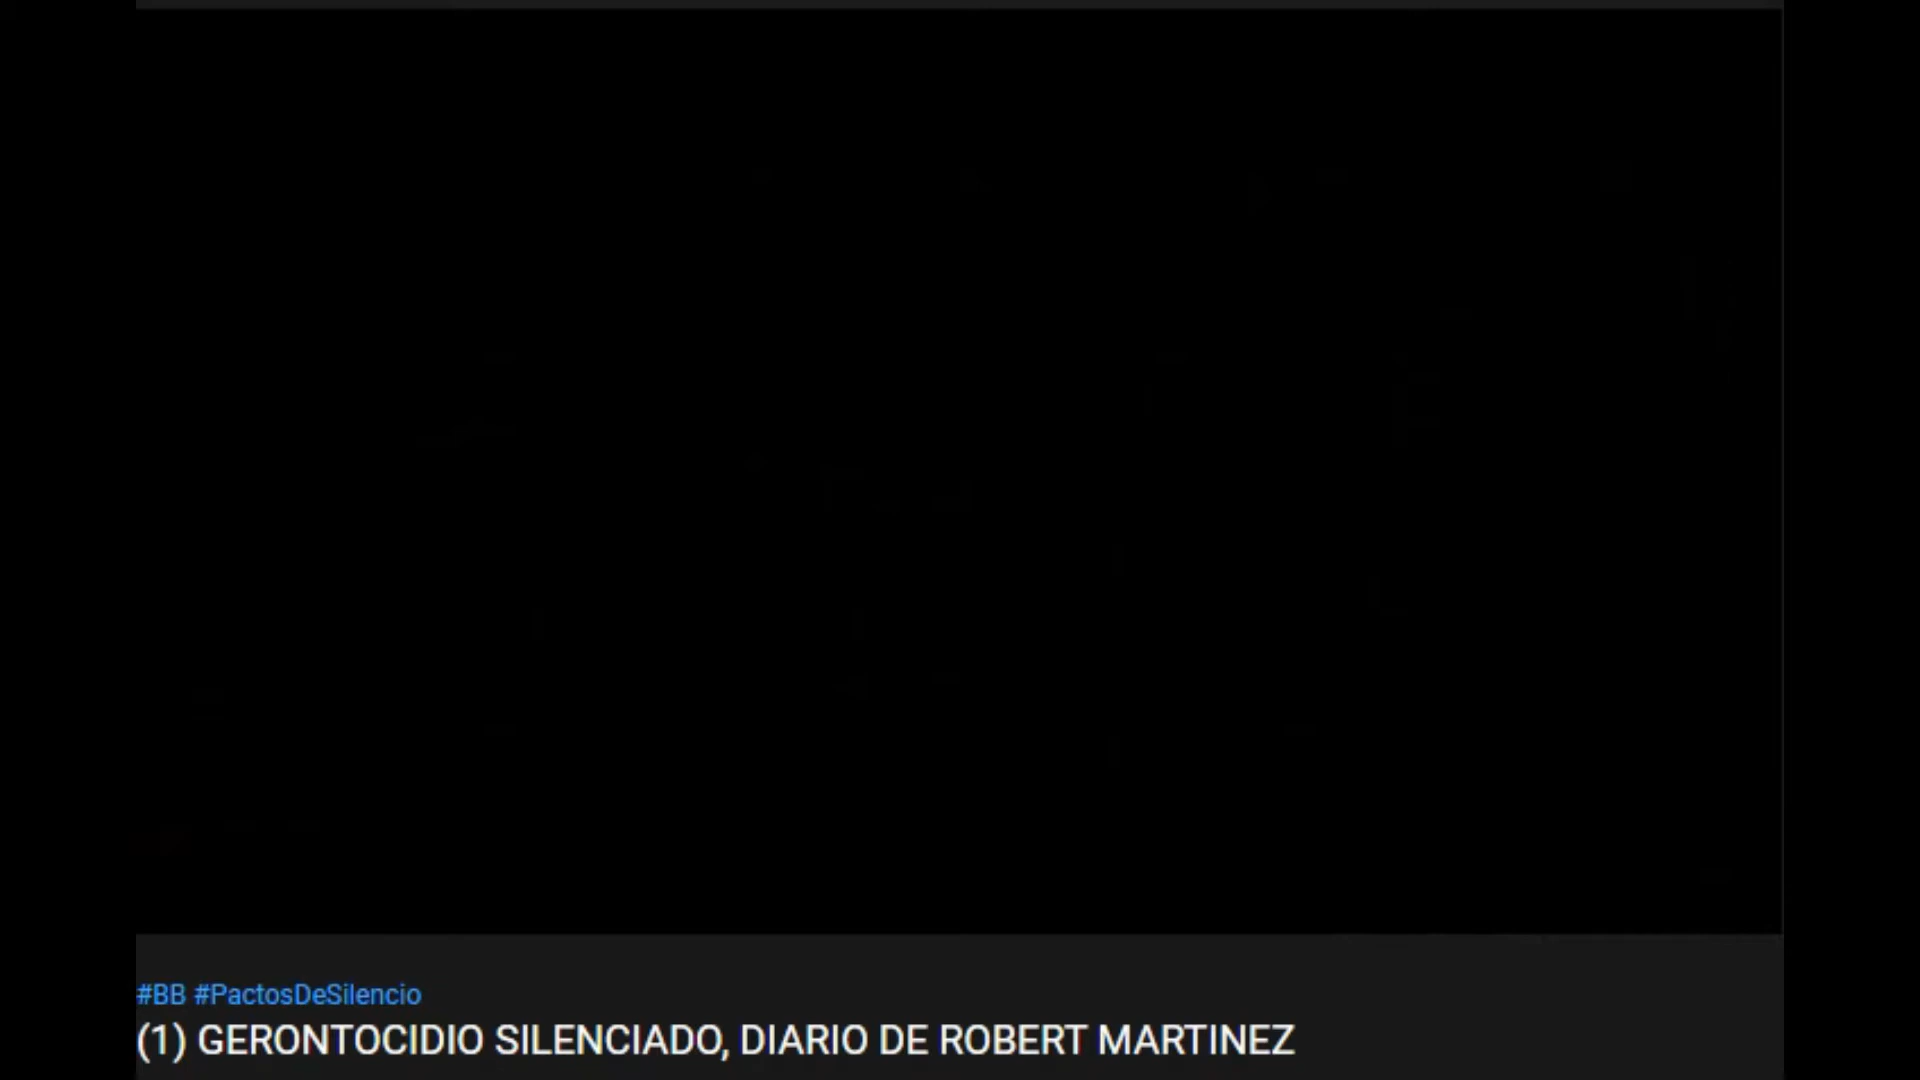 #BB #PactosDeSilencio
(1) GERONTOCIDIO SILENCIADO, DIARIO DE ROBERT MARTINEZ